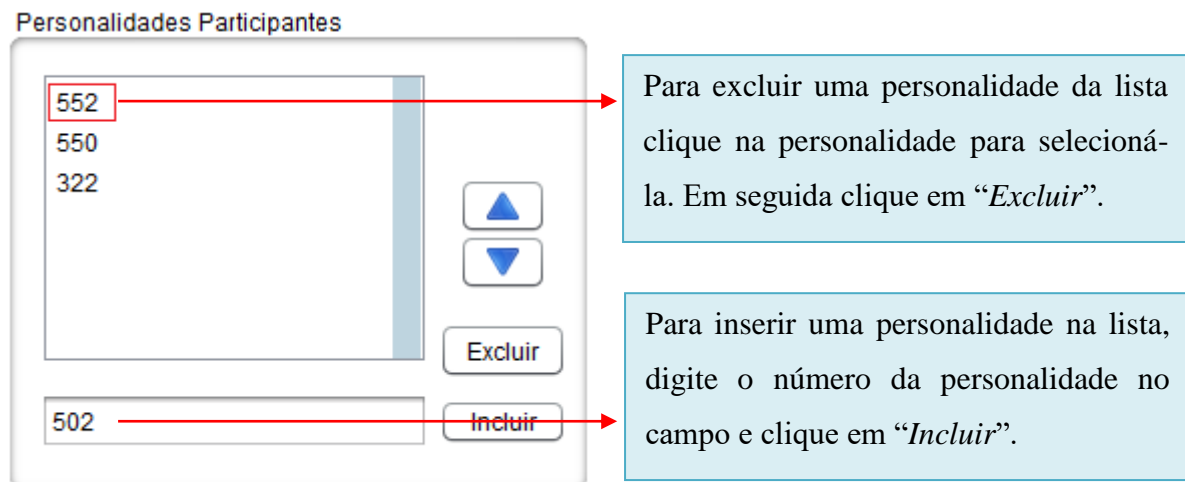 Personalidades Participantes
552
550
322
Excluir
502
Incluir
Para excluir uma personalidade da lista
clique na personalidade para selecioná-
la. Em seguida clique em “Excluir”.
Para inserir uma personalidade na lista,
digite o número da personalidade no
campo e clique em “Incluir”.